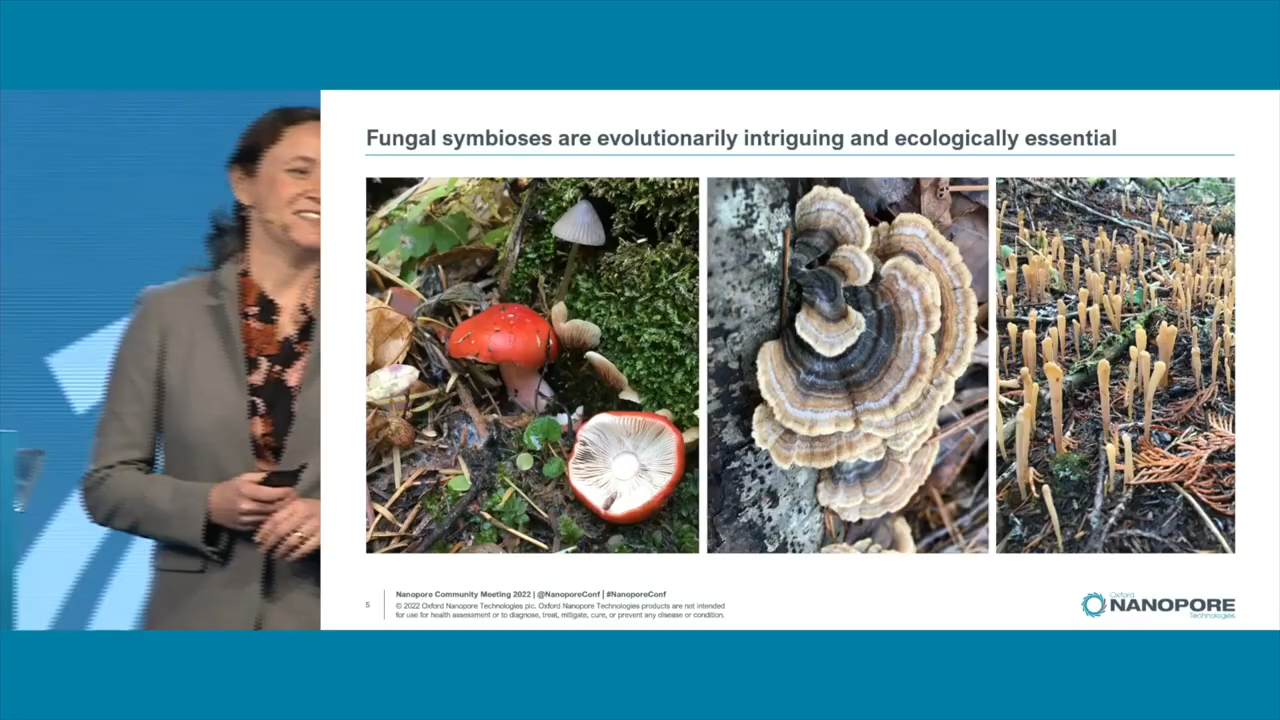 Fungal symbioses are evolutionarily intriguing and ecologically essential
5
Nanopore Community Meeting 2022 | @NanoporeConf | #NanoporeConf
© 2022 Oxford Nanopore Technologies plc. Oxford Nanopore Technologies products are not intended
for use for health assessment or to diagnose, treat, mitigate, cure, or prevent any disease or condition.
Oxford
NANOPORE
Technologies